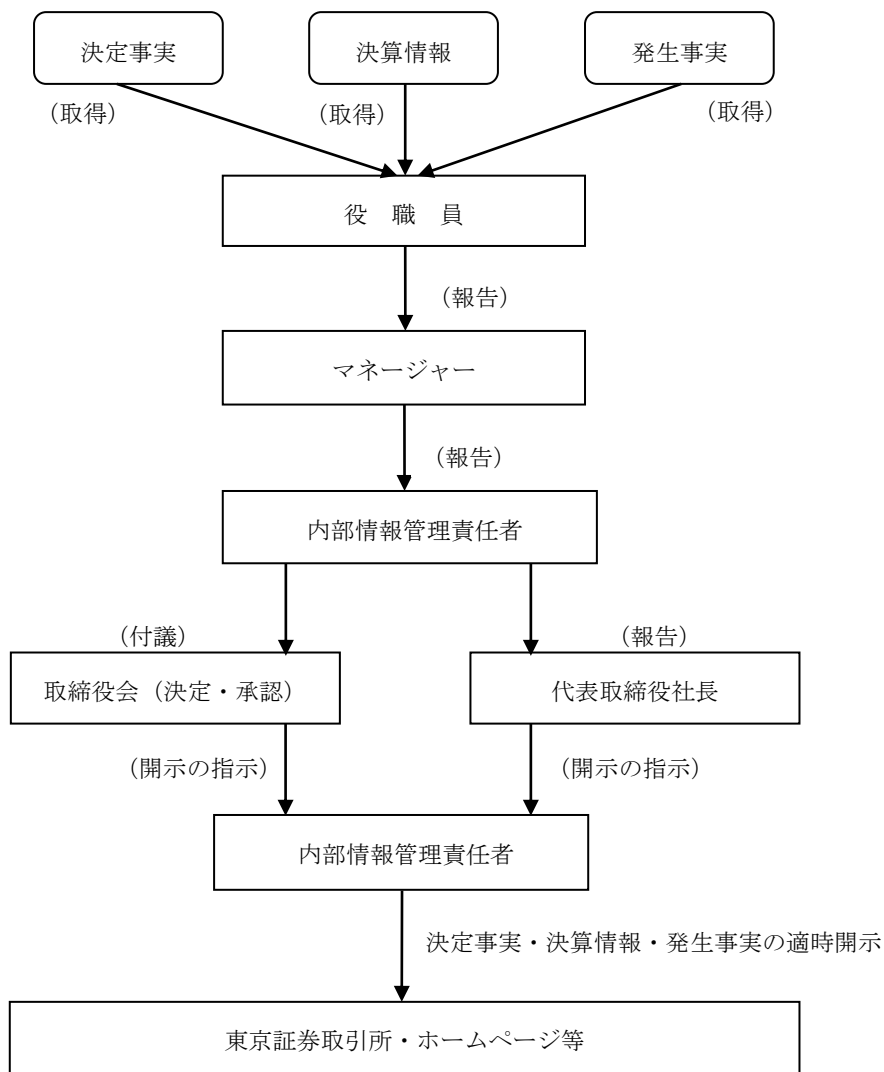 決定事実
決算情報
発生事実
（取得）
（取得）
（取得）
役　職　員
（報告）
マネージャー
（報告）
内部情報管理責任者
（付議）
（報告）
取締役会（決定・承認）
代表取締役社長
（開示の指示）
（開示の指示）
内部情報管理責任者
決定事実・決算情報・発生事実の適時開示
東京証券取引所・ホームページ等